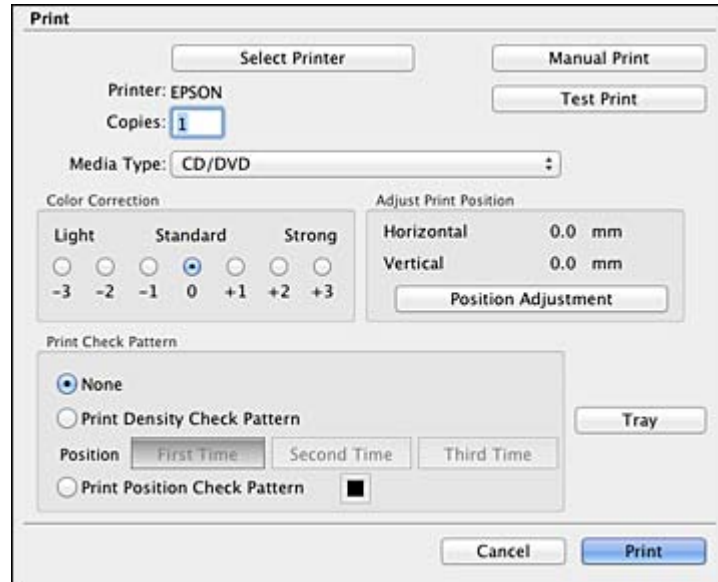 Print
Select Printer
Manual Print
Printer: EPSON
Test Print
Copies: 1
Media Type: CD/DVD
Color Correction
Light Standard Strong
-3 -2 -1 0 +1 +2 +3
Adjust Print Position
Horizontal 0.0 mm
Vertical 0.0 mm
Position Adjustment
Print Check Pattern
None
Print Density Check Pattern
Position First Time Second Time Third Time
Print Position Check Pattern
Tray
Cancel Print